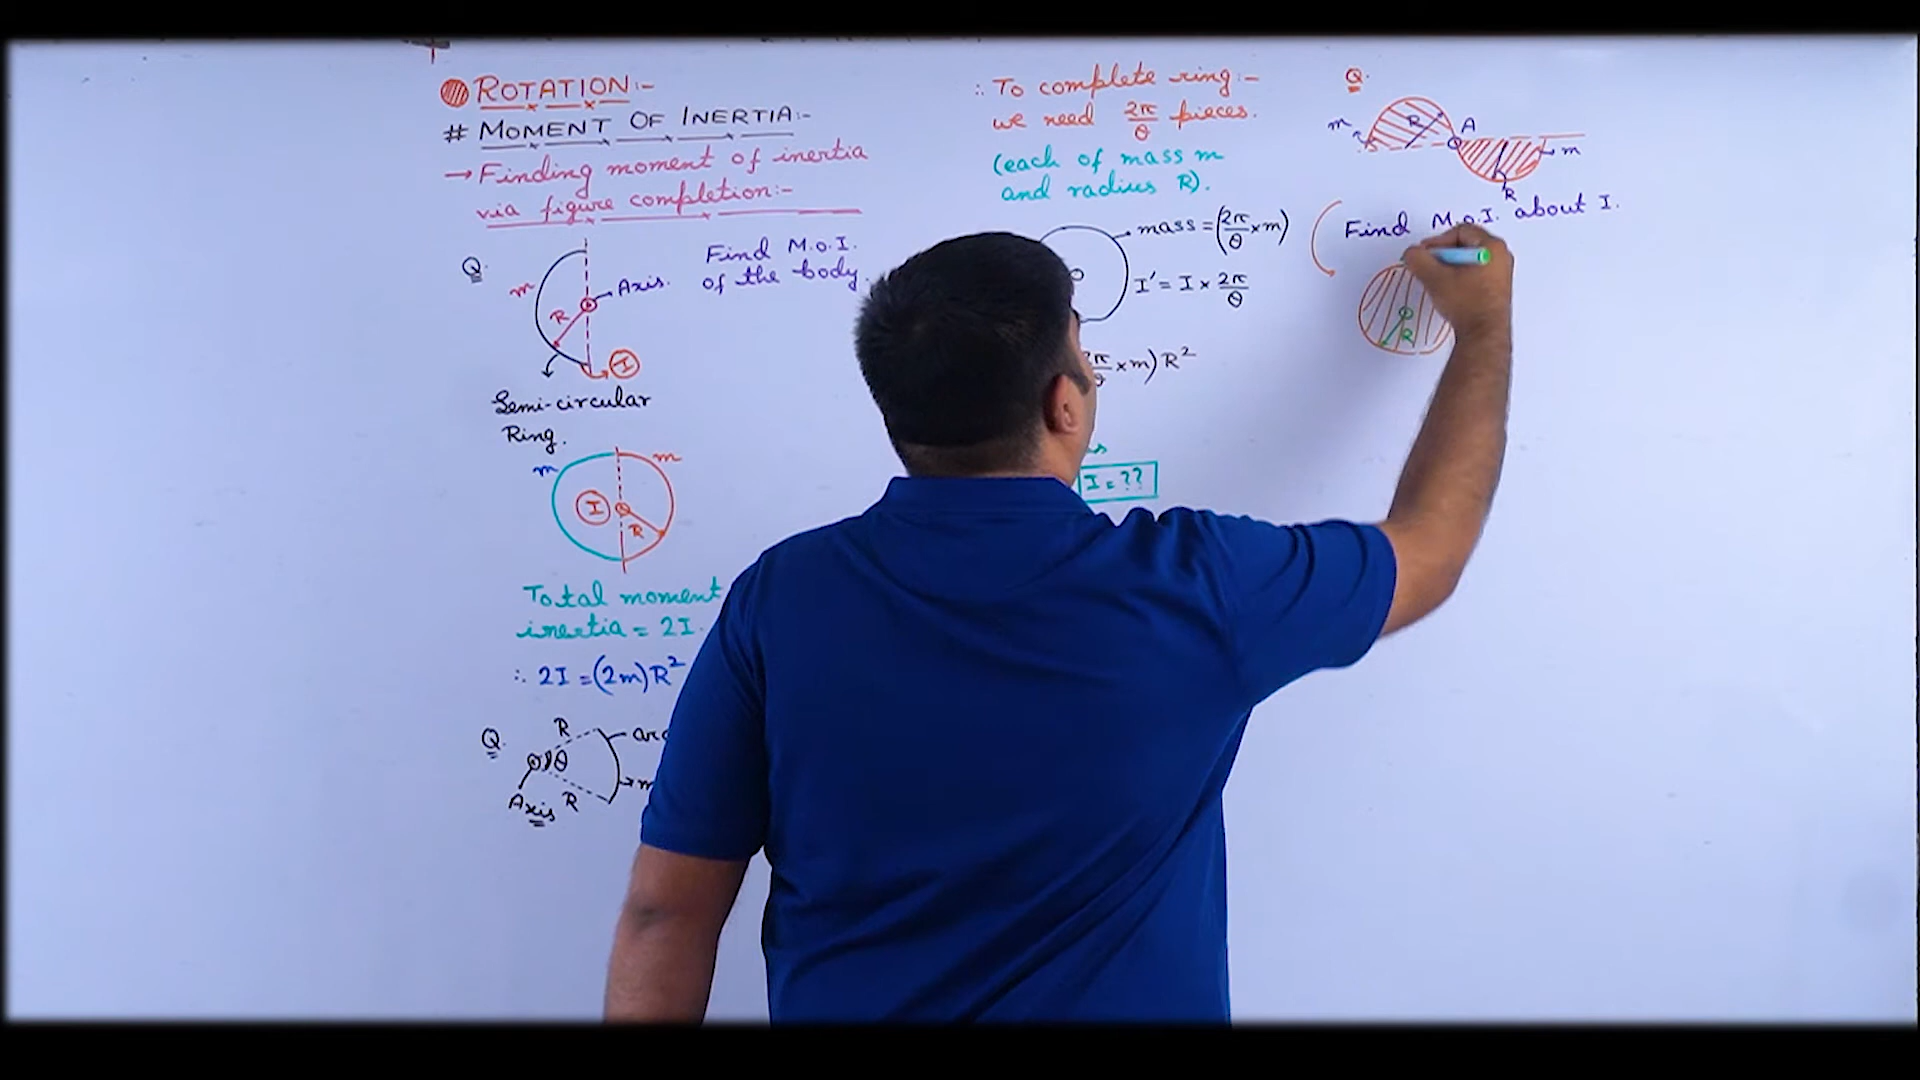 ROTATION:-
# MOMENT OF INERTIA:-
→ Finding moment of inertia
via figure completion:-
Q.
m
R
Axis.
I
Find M.O.I.
of the body.
Semi-circular
Ring.
m
m
I
R
Total moment
inertia = 2I.
∴ 2I = (2m)R²
Q.
R
θ
R
Axis
m
∴ To complete ring:-
we need 2π/θ pieces.
(each of mass m
and radius R).
mass = (2π/θ × m)
I' = I × 2π/θ
× m) R²
I = ??
Q.
m
R
A
m
R
Find M.O.I. about I.
R